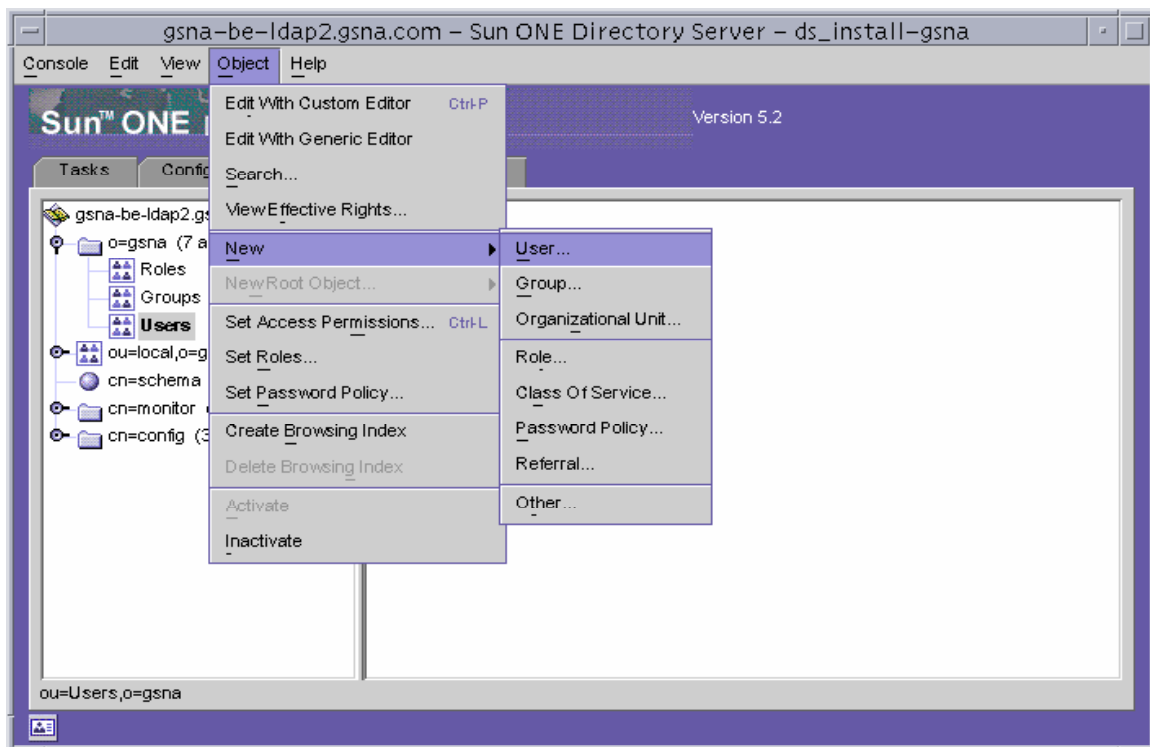 gsna-be-ldap2.gsna.com - Sun ONE Directory Server - ds_install-gsna
Console Edit View Object Help
Sun™ ONE
Version 5.2
Tasks
Edit With Custom Editor Ctrl-P
Edit With Generic Editor
Search...
View Effective Rights...
New
New Root Object...
Set Access Permissions... Ctrl-L
Set Roles...
Set Password Policy...
Create Browsing Index
Delete Browsing Index
Activate
Inactivate
User...
Group...
Organizational Unit...
Role...
Class Of Service...
Password Policy...
Referral...
Other...
gsna-be-ldap2.gs
o=gsna (7 a
Roles
Groups
Users
ou=local,o=g
cn=schema
cn=monitor
cn=config (3
ou=Users,o=gsna